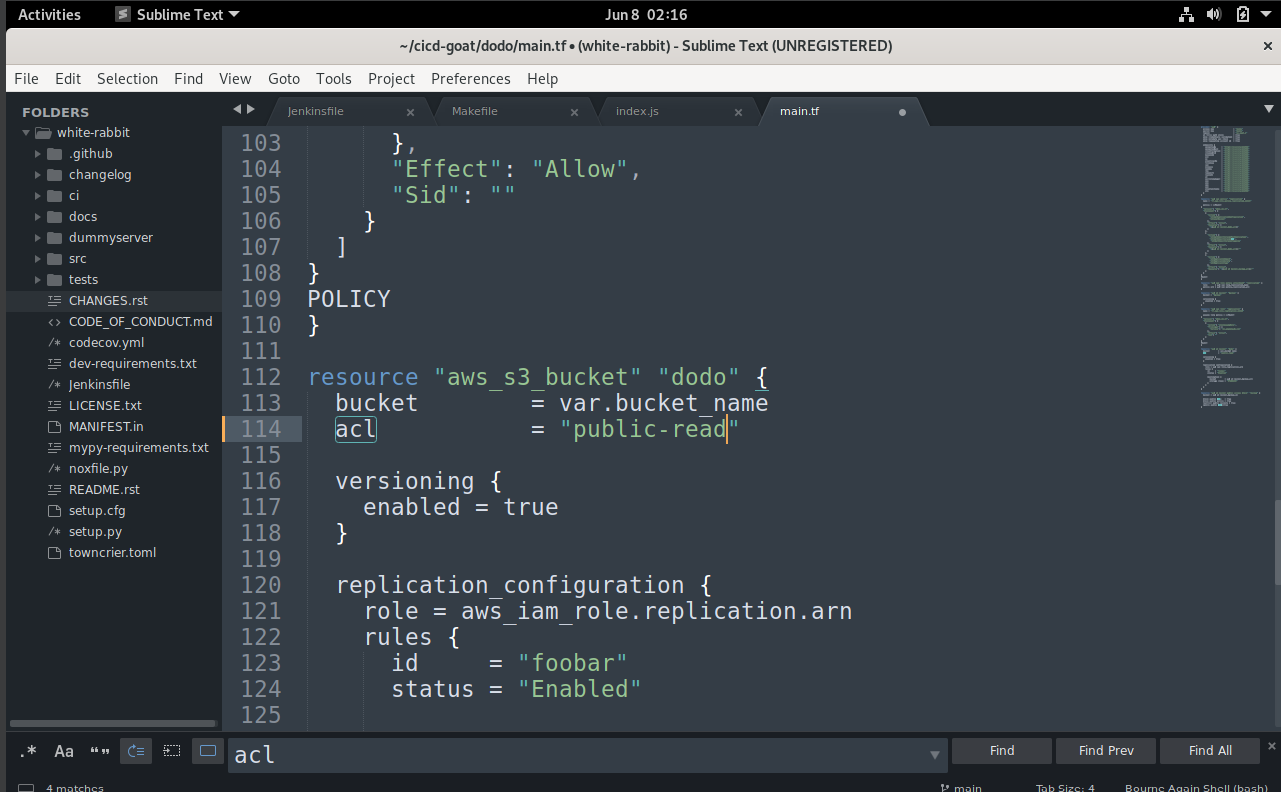 Activities Sublime Text Jun 8 02:16
~/cicd-goat/dodo/main.tf • (white-rabbit) - Sublime Text (UNREGISTERED) ×
File Edit Selection Find View Goto Tools Project Preferences Help
FOLDERS
white-rabbit
.github
changelog
ci
docs
dummyserver
src
tests
CHANGES.rst
CODE_OF_CONDUCT.md
codecov.yml
dev-requirements.txt
Jenkinsfile
LICENSE.txt
MANIFEST.in
mypy-requirements.txt
noxfile.py
README.rst
setup.cfg
setup.py
towncrier.toml
Jenkinsfile × Makefile × index.js × main.tf
103 },
104 "Effect": "Allow",
105 "Sid": ""
106 }
107 ]
108 }
109 POLICY
110 }
111
112 resource "aws_s3_bucket" "dodo" {
113 bucket = var.bucket_name
114 acl = "public-read"
115
116 versioning {
117 enabled = true
118 }
119
120 replication_configuration {
121 role = aws_iam_role.replication.arn
122 rules {
123 id = "foobar"
124 status = "Enabled"
125
.* Aa “” acl Find Find Prev Find All ×
4 matches main Tab Size: 4 Bourne Again Shell (bash)